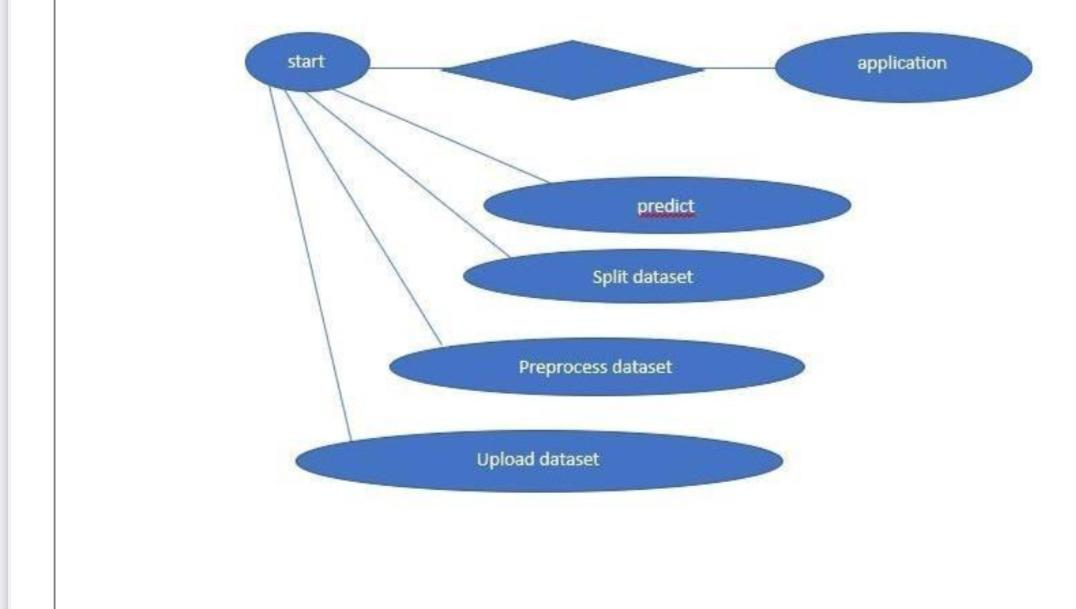 start
application
predict
Split dataset
Preprocess dataset
Upload dataset